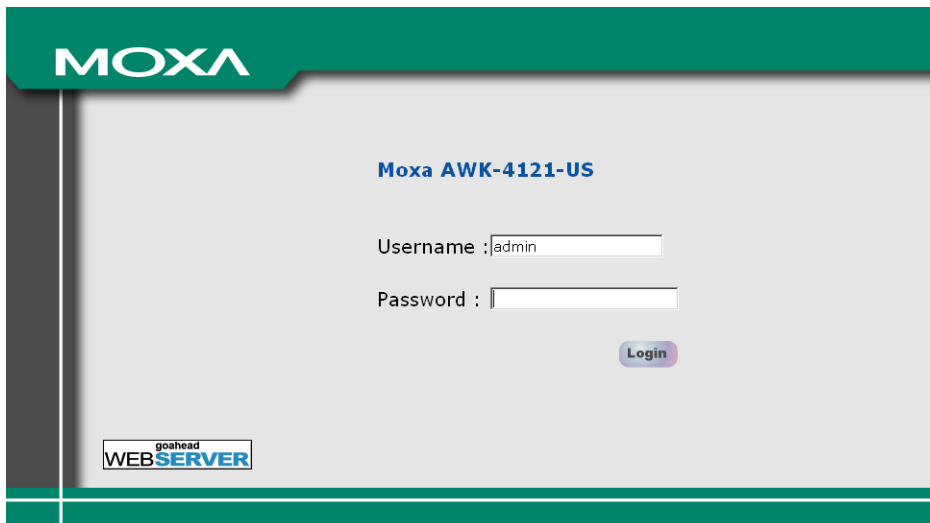 MOXA
Moxa AWK-4121-US
Username : admin
Password :
Login
goahead
WEBSERVER